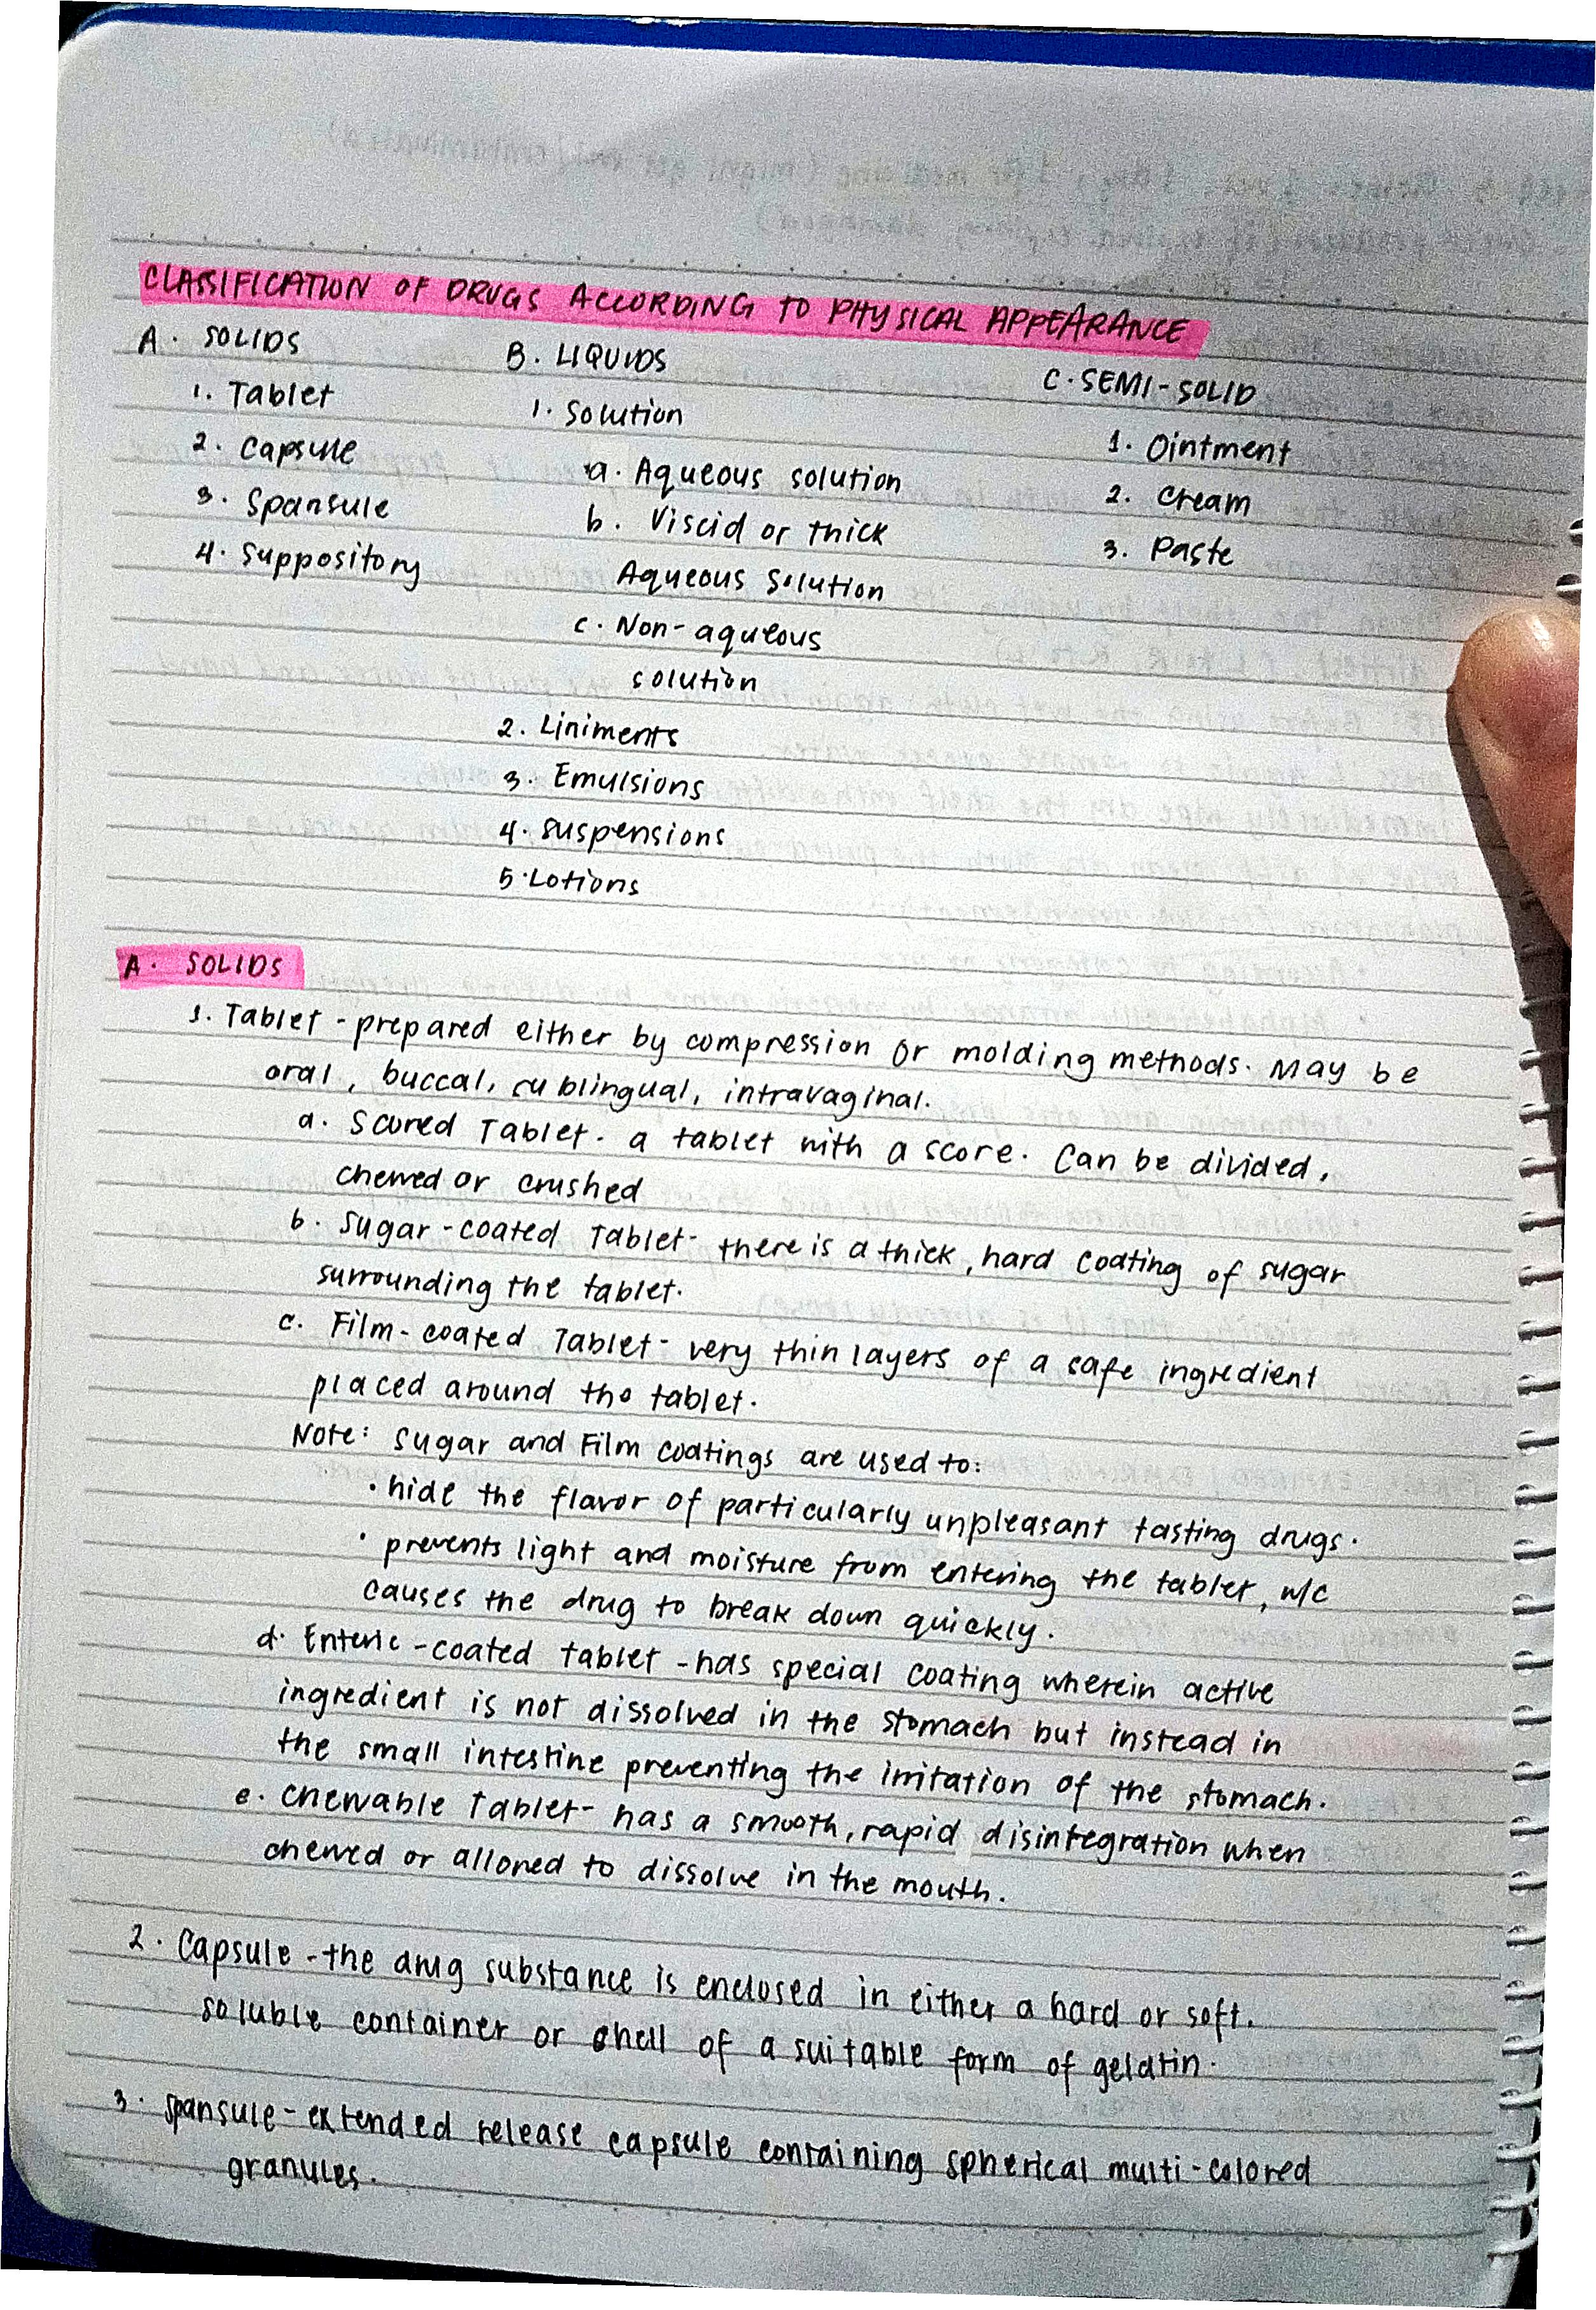 CLASSIFICATION OF DRUGS ACCORDING TO PHYSICAL APPEARANCE
A. SOLIDS
1. Tablet
2. Capsule
3. Spansule
4. Suppository
B. LIQUIDS
1. Solution
a. Aqueous solution
b. Viscid or thick
Aqueous Solution
c. Non-aqueous
solution
2. Liniments
3. Emulsions
4. Suspensions
5. Lotions
C. SEMI-SOLID
1. Ointment
2. Cream
3. Paste
A. SOLIDS
1. Tablet - prepared either by compression or molding methods. May be
oral, buccal, sublingual, intravaginal.
a. Scored Tablet - a tablet with a score. Can be divided,
chewed or crushed
b. Sugar-coated Tablet - there is a thick, hard coating of sugar
surrounding the tablet.
c. Film-coated Tablet - very thin layers of a safe ingredient
placed around the tablet.
Note: Sugar and Film coatings are used to:
• hide the flavor of particularly unpleasant tasting drugs.
• prevents light and moisture from entering the tablet, w/c
causes the drug to break down quickly.
d. Enteric-coated tablet - has special coating wherein active
ingredient is not dissolved in the stomach but instead in
the small intestine preventing the irritation of the stomach.
e. Chewable Tablet - has a smooth, rapid disintegration when
chewed or allowed to dissolve in the mouth.
2. Capsule - the drug substance is enclosed in either a hard or soft.
soluble container or shell of a suitable form of gelatin.
3. Spansule - extended release capsule containing spherical multi-colored
granules.